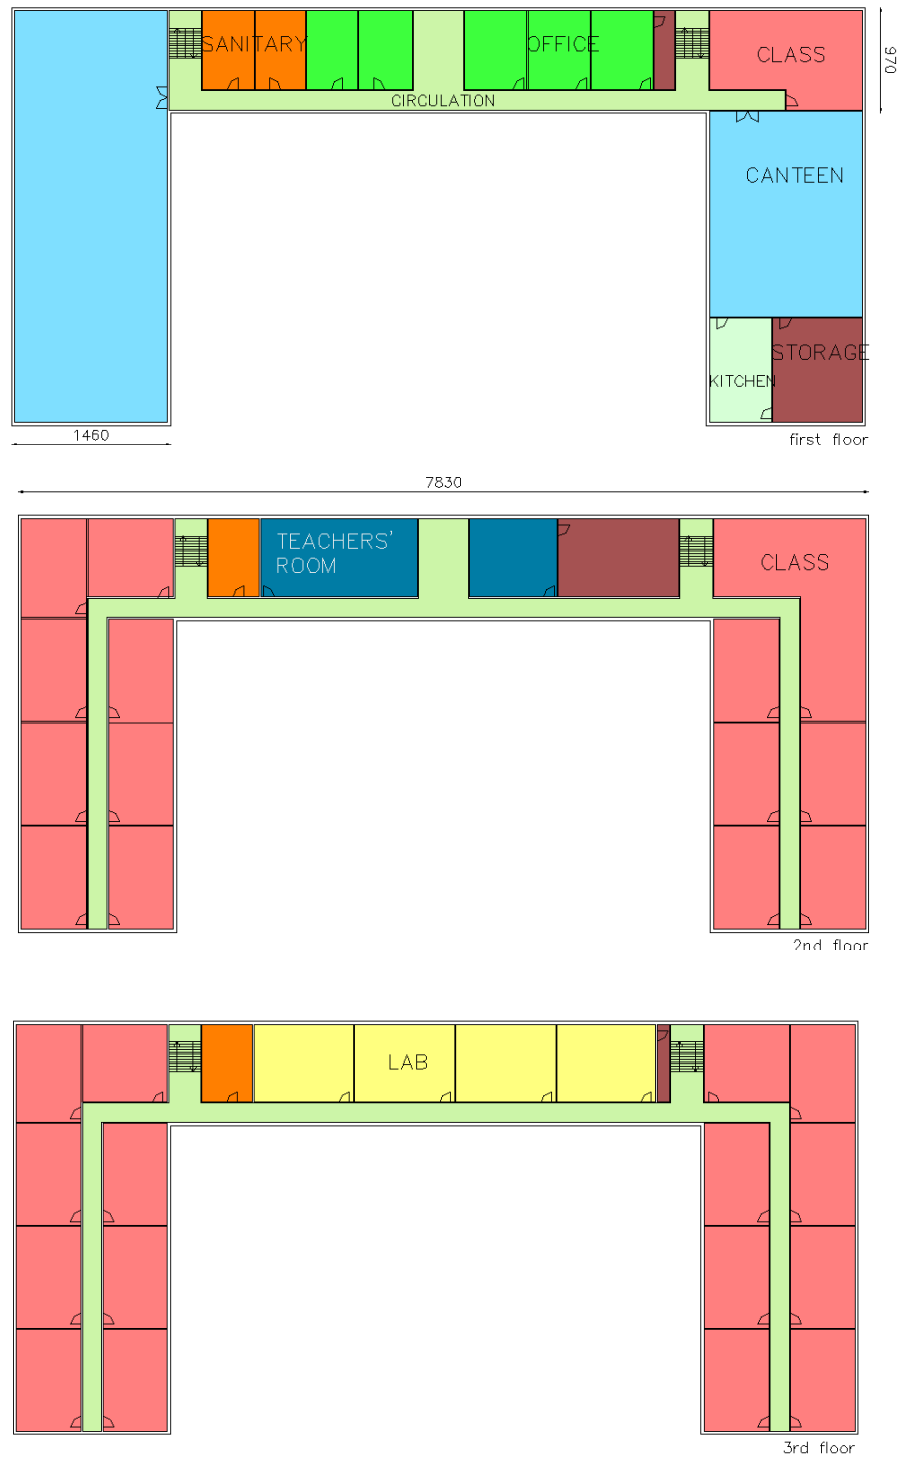 SANITARY
OFFICE
CLASS
970
CIRCULATION
CANTEEN
STORAGE
KITCHEN
1460
first floor
7830
TEACHERS'
ROOM
CLASS
2nd floor
LAB
3rd floor